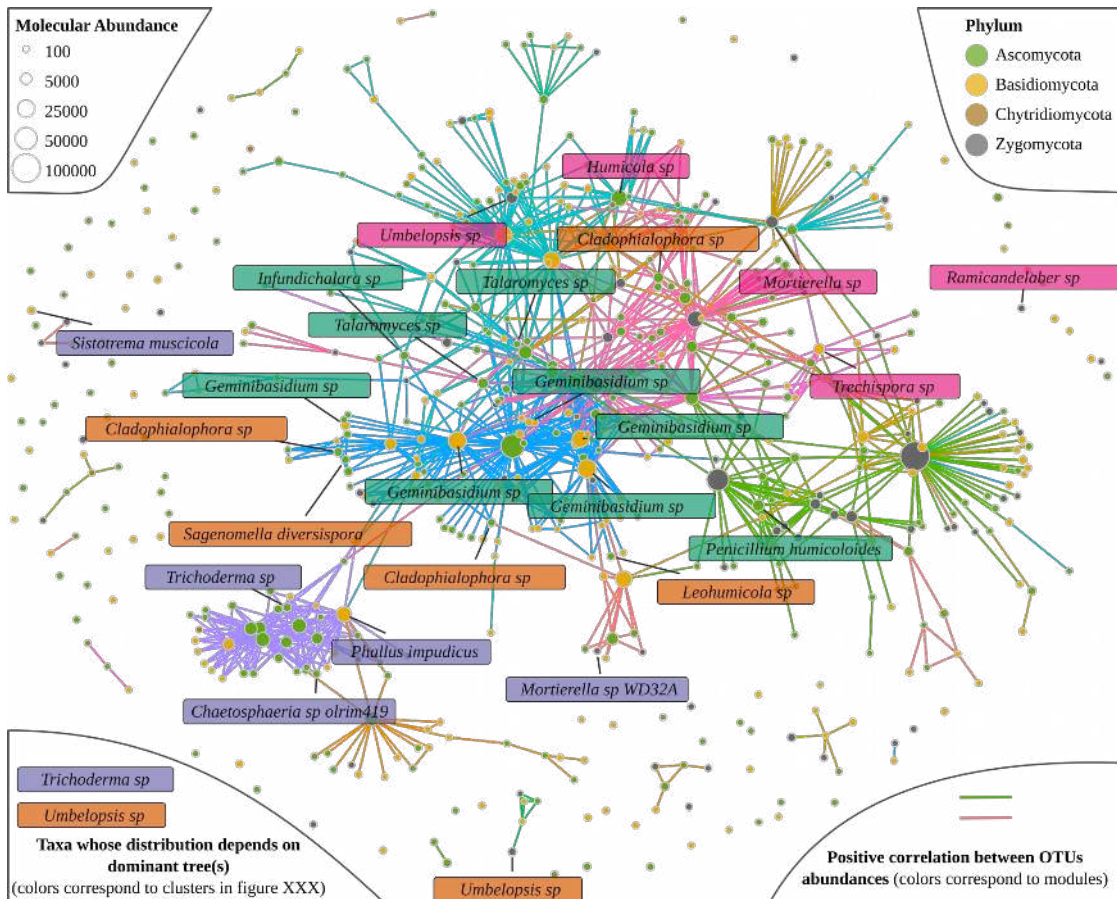 Molecular Abundance
100
5000
25000
50000
100000
Phylum
Ascomycota
Basidiomycota
Chytridiomycota
Zygomycota
Humicola sp
Umbelopsis sp
Cladophialophora sp
Infundichalara sp
Talaromyces sp
Mortierella sp
Ramicandelaber sp
Talaromyces sp
Sistotrema muscicola
Geminibasidium sp
Geminibasidium sp
Trechispora sp
Cladophialophora sp
Geminibasidium sp
Geminibasidium sp
Geminibasidium sp
Sagenomella diversispora
Penicillium humicoloides
Trichoderma sp
Cladophialophora sp
Leohumicola sp
Phallus impudicus
Mortierella sp WD32A
Chaetosphaeria sp olrim419
Trichoderma sp
Umbelopsis sp
Taxa whose distribution depends on
dominant tree(s)
(colors correspond to clusters in figure XXX)
Umbelopsis sp
Positive correlation between OTUs
abundances (colors correspond to modules)